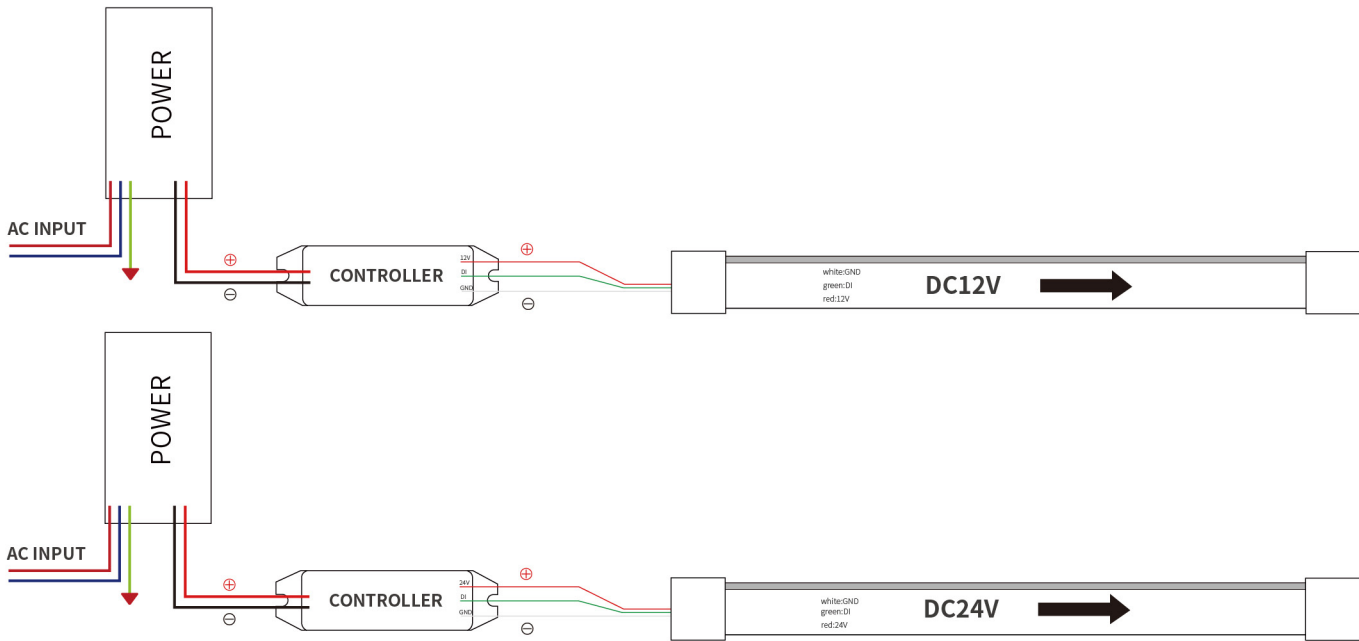 POWER
AC INPUT
⊕
⊖
CONTROLLER
12V
DI
GND
⊕
⊖
white:GND
green:DI
red:12V
DC12V
POWER
AC INPUT
⊕
⊖
CONTROLLER
24V
DI
GND
⊕
⊖
white:GND
green:DI
red:24V
DC24V